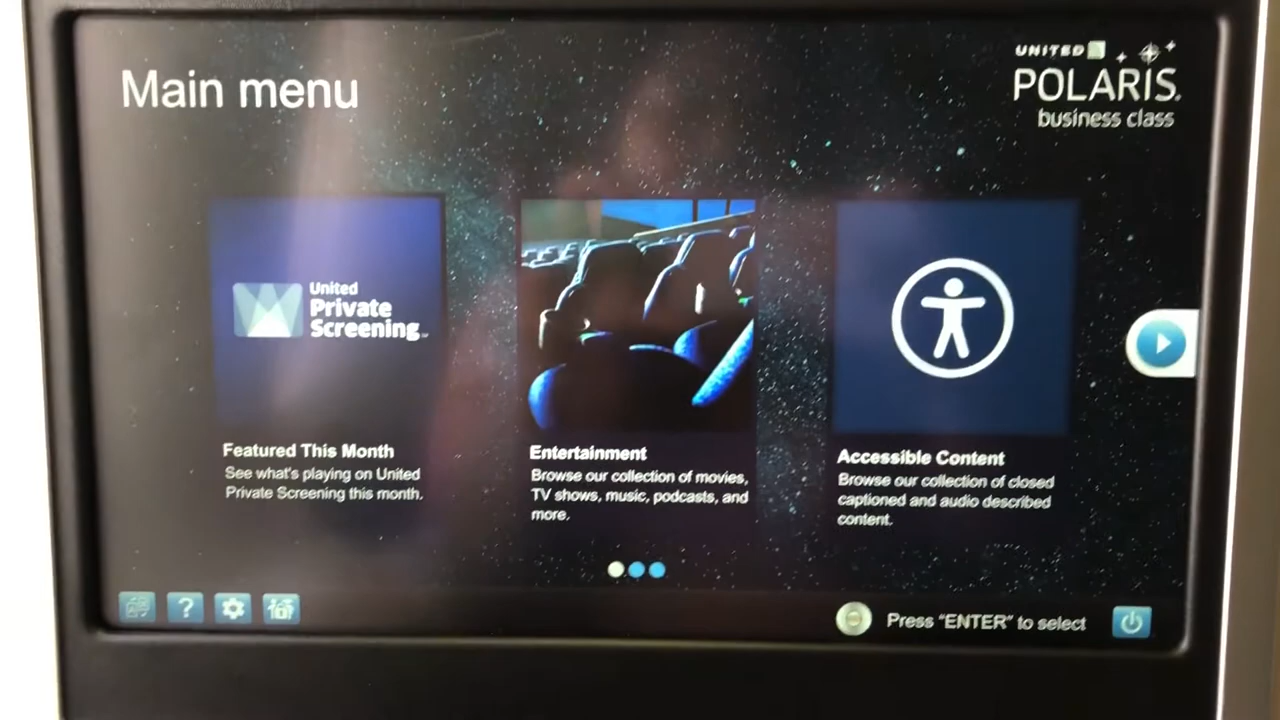 Main menu
UNITED
POLARIS
business class
United
Private
Screening
Featured This Month
See what's playing on United
Private Screening this month.
Entertainment
Browse our collection of movies,
TV shows, music, podcasts, and
more.
Accessible Content
Browse our collection of closed
captioned and audio described
content.
?
Press "ENTER" to select